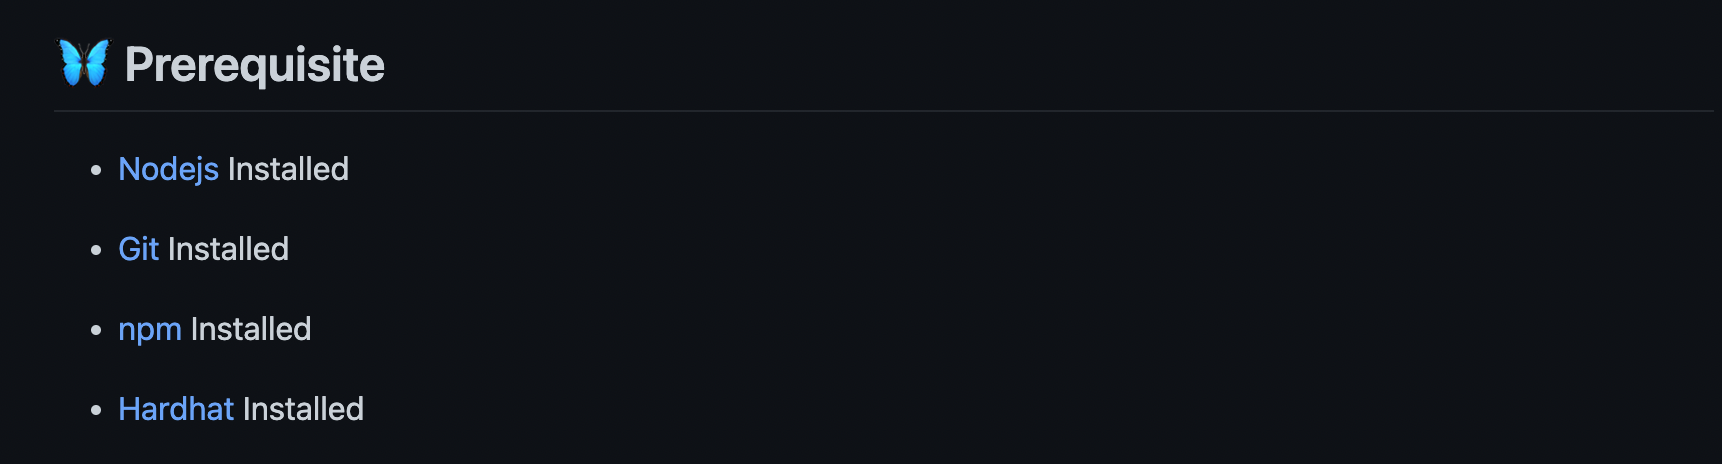 🦋 Prerequisite
• Nodejs Installed
• Git Installed
• npm Installed
• Hardhat Installed